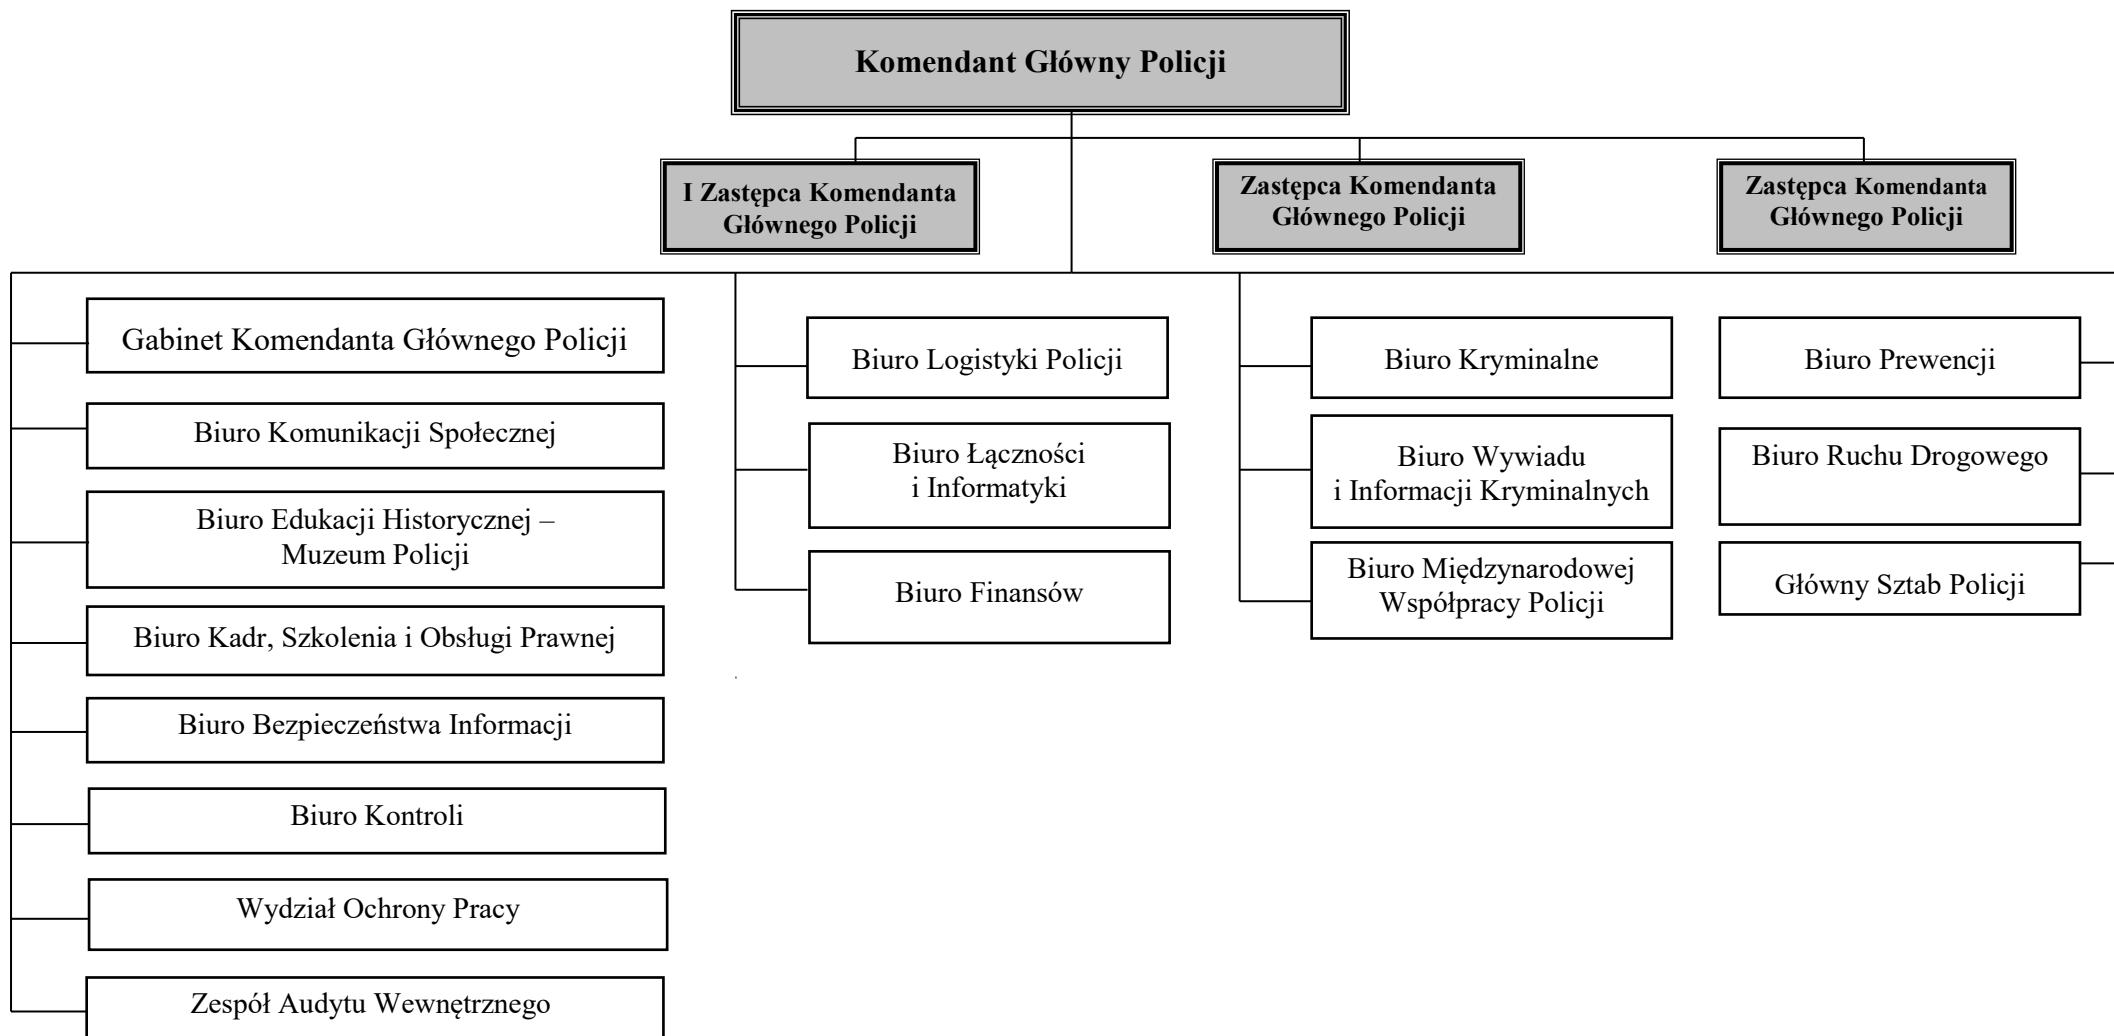 Komendant Główny Policji
I Zastępca Komendanta
Głównego Policji
Zastępca Komendanta
Głównego Policji
Zastępca Komendanta
Głównego Policji
Gabinet Komendanta Głównego Policji
Biuro Komunikacji Społecznej
Biuro Edukacji Historycznej –
Muzeum Policji
Biuro Kadr, Szkolenia i Obsługi Prawnej
Biuro Bezpieczeństwa Informacji
Biuro Kontroli
Wydział Ochrony Pracy
Zespół Audytu Wewnętrznego
Biuro Logistyki Policji
Biuro Łączności
i Informatyki
Biuro Finansów
Biuro Kryminalne
Biuro Wywiadu
i Informacji Kryminalnych
Biuro Międzynarodowej
Współpracy Policji
Biuro Prewencji
Biuro Ruchu Drogowego
Główny Sztab Policji